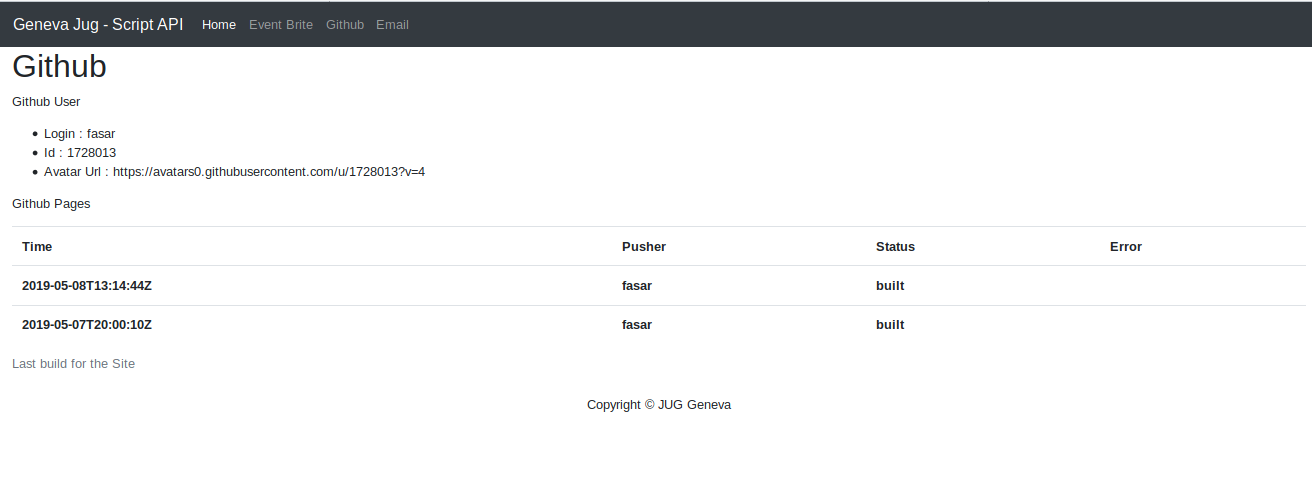 Geneva Jug - Script API Home Event Brite Github Email
Github
Github User
Login : fasar
Id : 1728013
Avatar Url : https://avatars0.githubusercontent.com/u/1728013?v=4
Github Pages
Time Pusher Status Error
2019-05-08T13:14:44Z fasar built
2019-05-07T20:00:10Z fasar built
Last build for the Site
Copyright © JUG Geneva